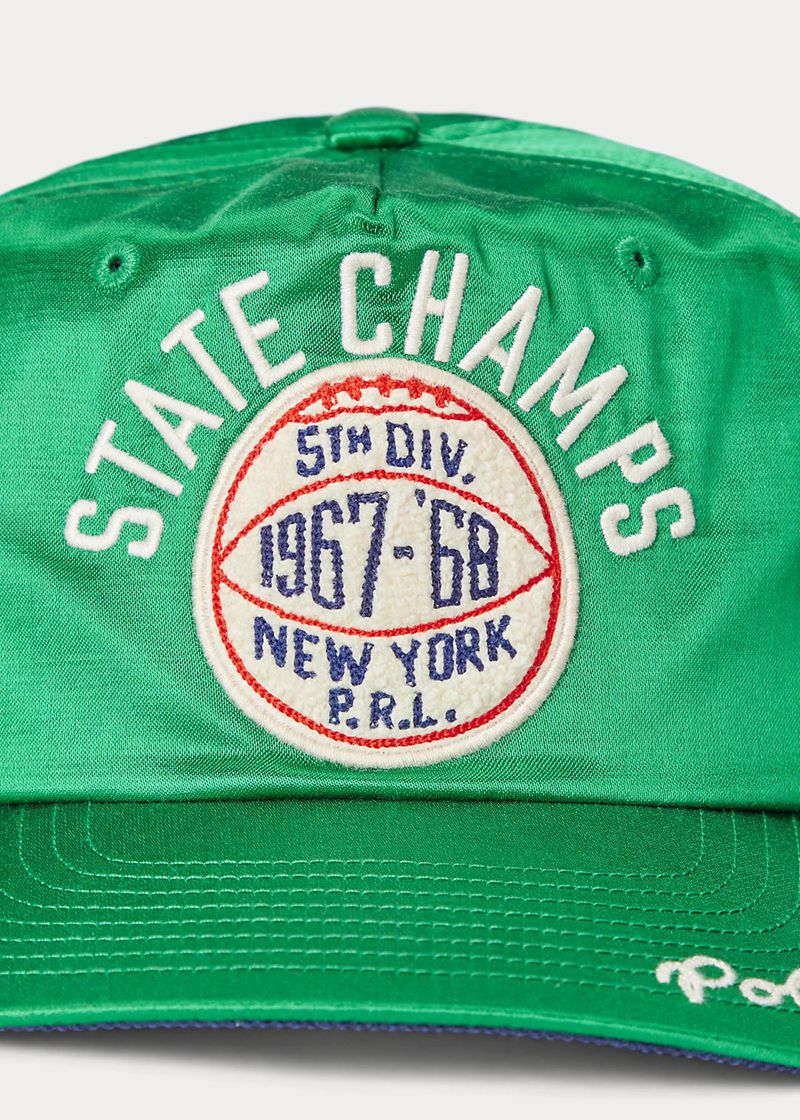 STATE CHAMPS
5TH DIV.
1967-'68
NEW YORK
P.R.L.